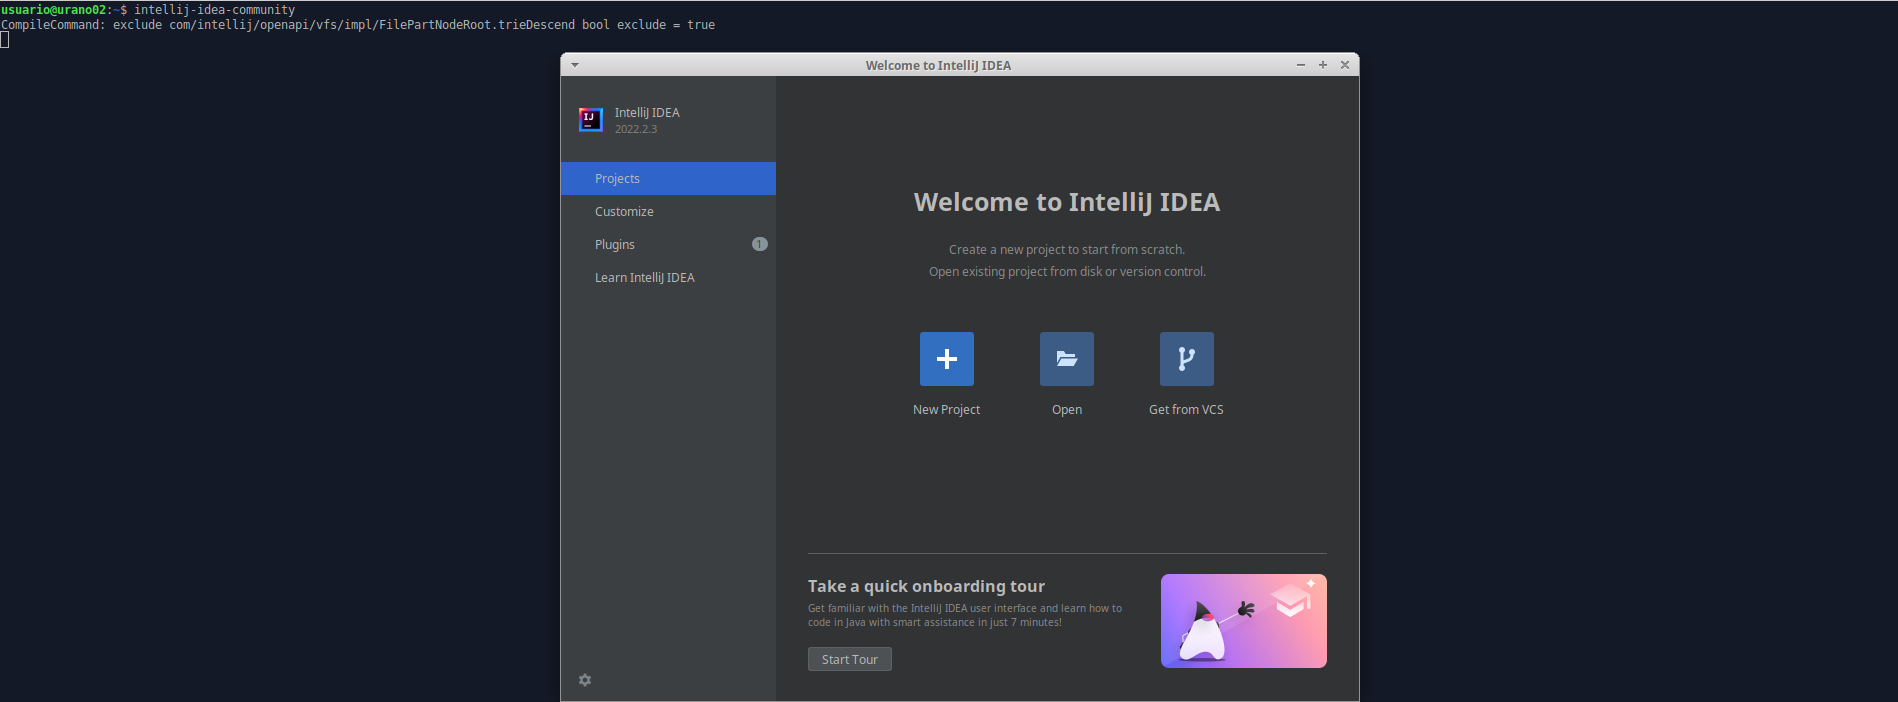 usuario@urano02:~$ intellij-idea-community
CompileCommand: exclude com/intellij/openapi/vfs/impl/FilePartNodeRoot.trieDescend bool exclude = true
Welcome to IntelliJ IDEA
IJ
IntelliJ IDEA
2022.2.3
Projects
Customize
Plugins 1
Learn IntelliJ IDEA
Welcome to IntelliJ IDEA
Create a new project to start from scratch.
Open existing project from disk or version control.
New Project Open Get from VCS
Take a quick onboarding tour
Get familiar with the IntelliJ IDEA user interface and learn how to
code in Java with smart assistance in just 7 minutes!
Start Tour